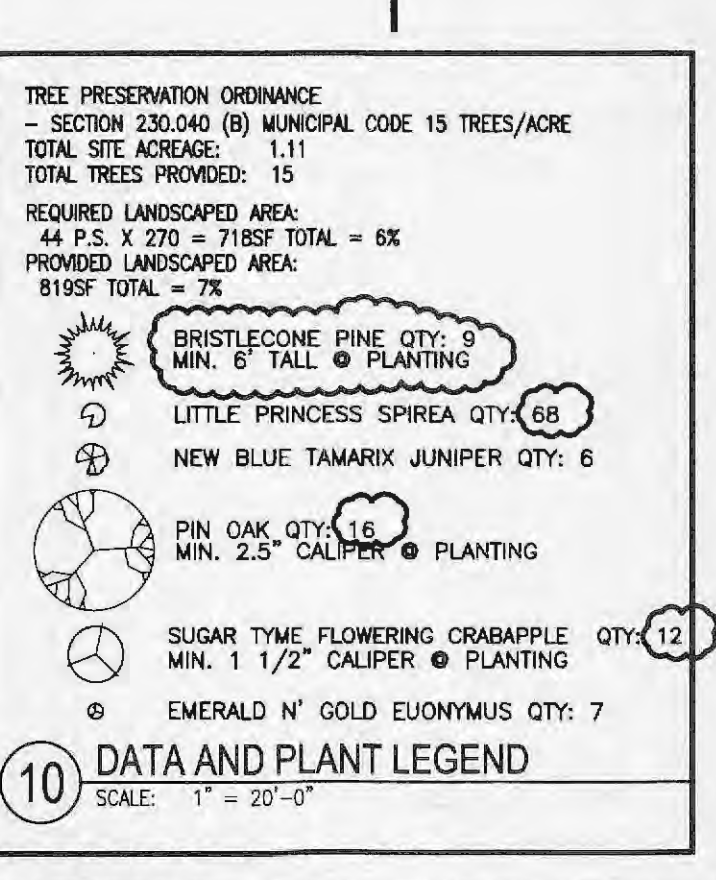 TREE PRESERVATION ORDINANCE
- SECTION 230.040 (B) MUNICIPAL CODE 15 TREES/ACRE
TOTAL SITE ACREAGE: 1.11
TOTAL TREES PROVIDED: 15
REQUIRED LANDSCAPED AREA:
44 P.S. X 270 = 718SF TOTAL = 6%
PROVIDED LANDSCAPED AREA:
819SF TOTAL = 7%
BRISTLECONE PINE QTY: 9
MIN. 6' TALL @ PLANTING
LITTLE PRINCESS SPIREA QTY: 68
NEW BLUE TAMARIX JUNIPER QTY: 6
PIN OAK QTY: 16
MIN. 2.5" CALIPER @ PLANTING
SUGAR TYME FLOWERING CRABAPPLE QTY: 12
MIN. 1 1/2" CALIPER @ PLANTING
EMERALD N' GOLD EUONYMUS QTY: 7
10 DATA AND PLANT LEGEND
SCALE: 1" = 20'-0"